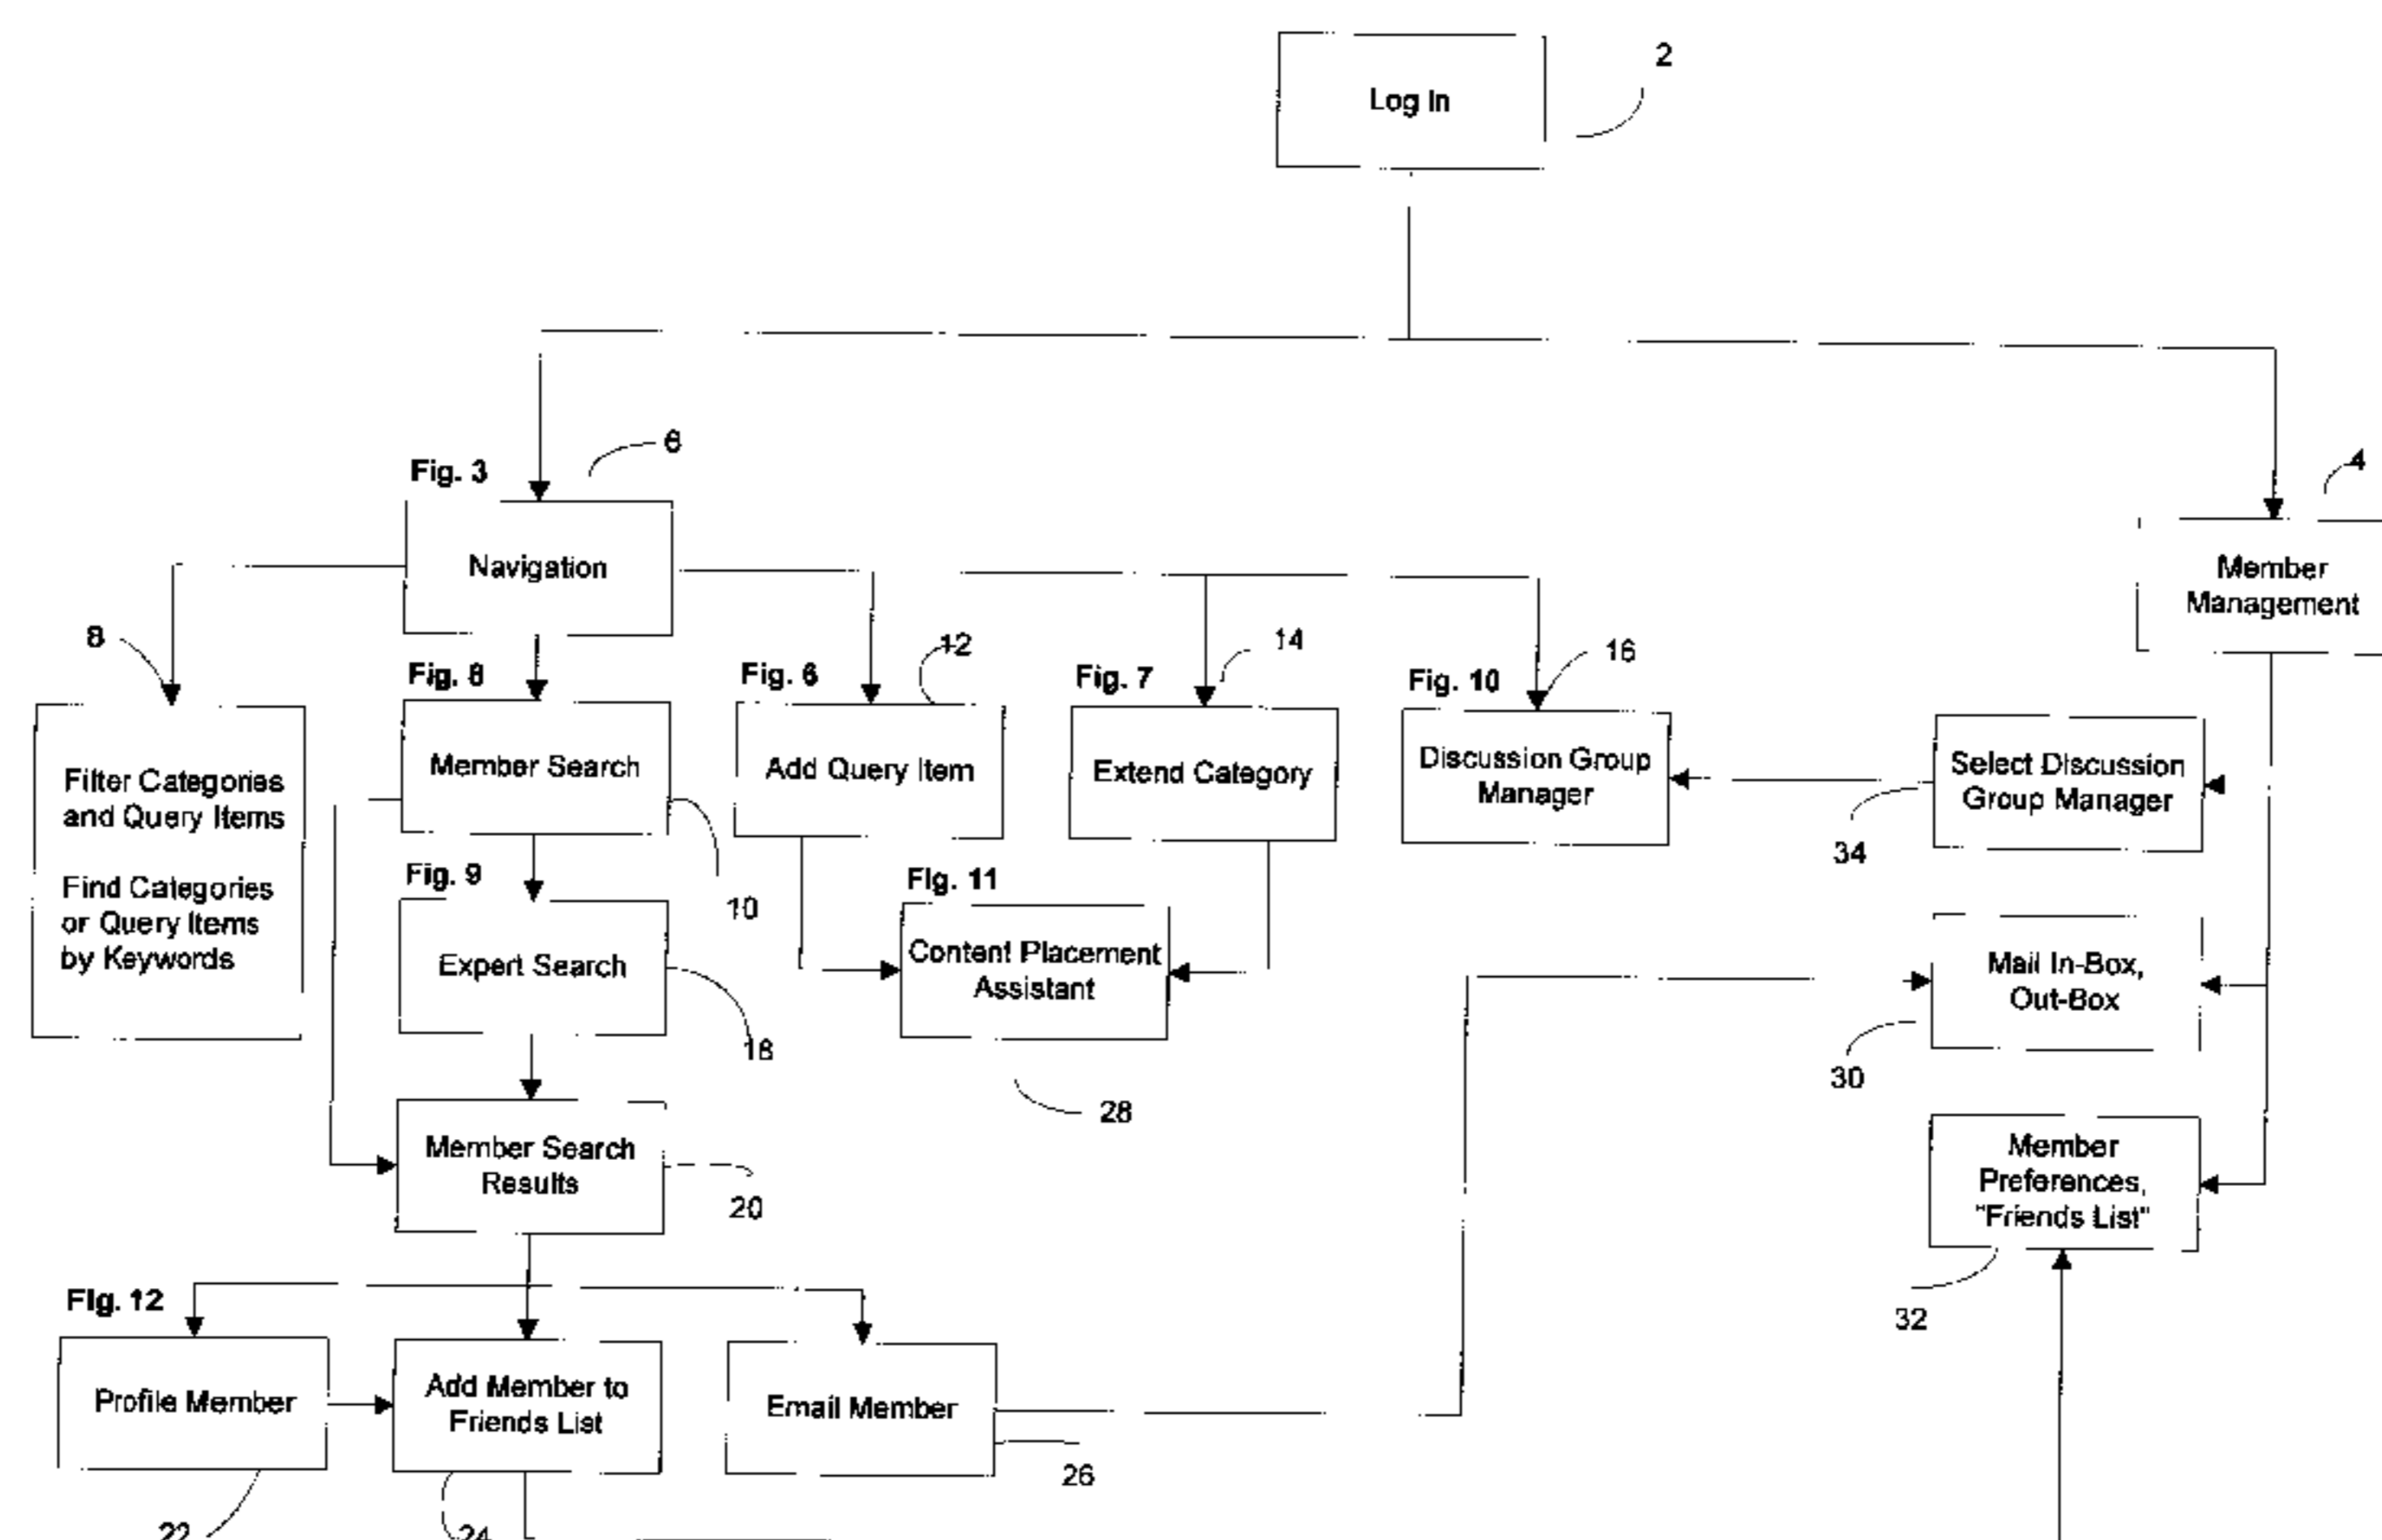 2
Log In
6
Fig. 3
4
Navigation
Member
Management
8
Fig. 8
Fig. 6
12
Fig. 7
14
Fig. 10
16
Filter Categories
and Query Items
Find Categories
or Query Items
by Keywords
Member Search
Add Query Item
Extend Category
Discussion Group
Manager
Select Discussion
Group Manager
34
Fig. 9
10
Fig. 11
Expert Search
18
Content Placement
Assistant
28
Mail In-Box,
Out-Box
30
Member Search
Results
20
Member
Preferences,
"Friends List"
32
Fig. 12
Profile Member
Add Member to
Friends List
Email Member
26
22
24